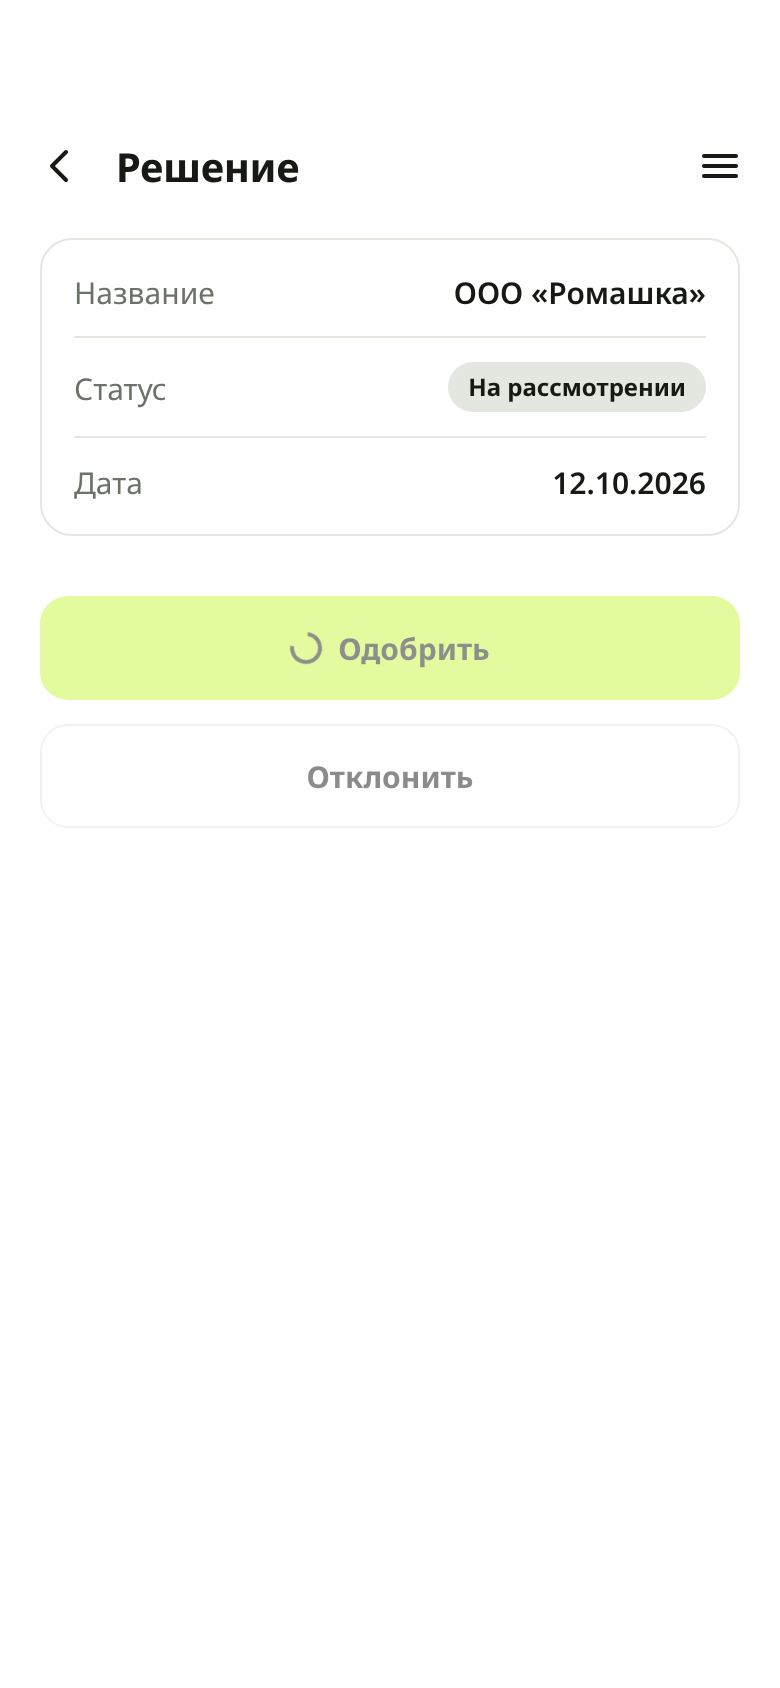 Решение
Название ООО «Ромашка»
Статус На рассмотрении
Дата 12.10.2026
Одобрить
Отклонить